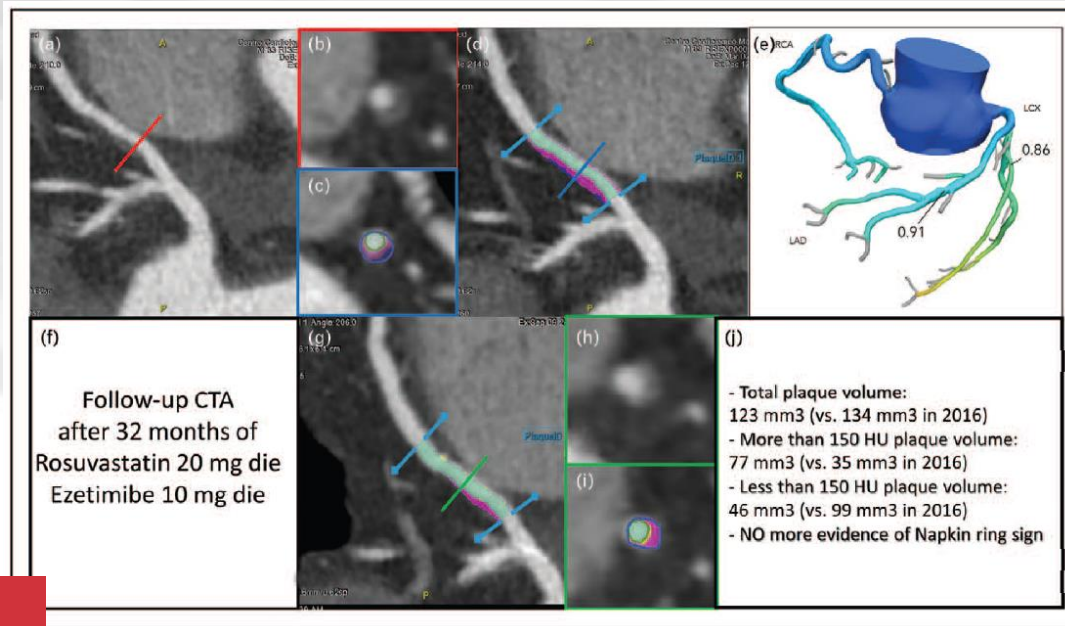 (a)
A
P
(b)
(c)
(d)
A
R
(e)
RCA
LCX
0.86
0.91
LAD
(f)
Follow-up CTA
after 32 months of
Rosuvastatin 20 mg die
Ezetimibe 10 mg die
(g)
P
(h)
(i)
(j)
- Total plaque volume:
123 mm3 (vs. 134 mm3 in 2016)
- More than 150 HU plaque volume:
77 mm3 (vs. 35 mm3 in 2016)
- Less than 150 HU plaque volume:
46 mm3 (vs. 99 mm3 in 2016)
- NO more evidence of Napkin ring sign